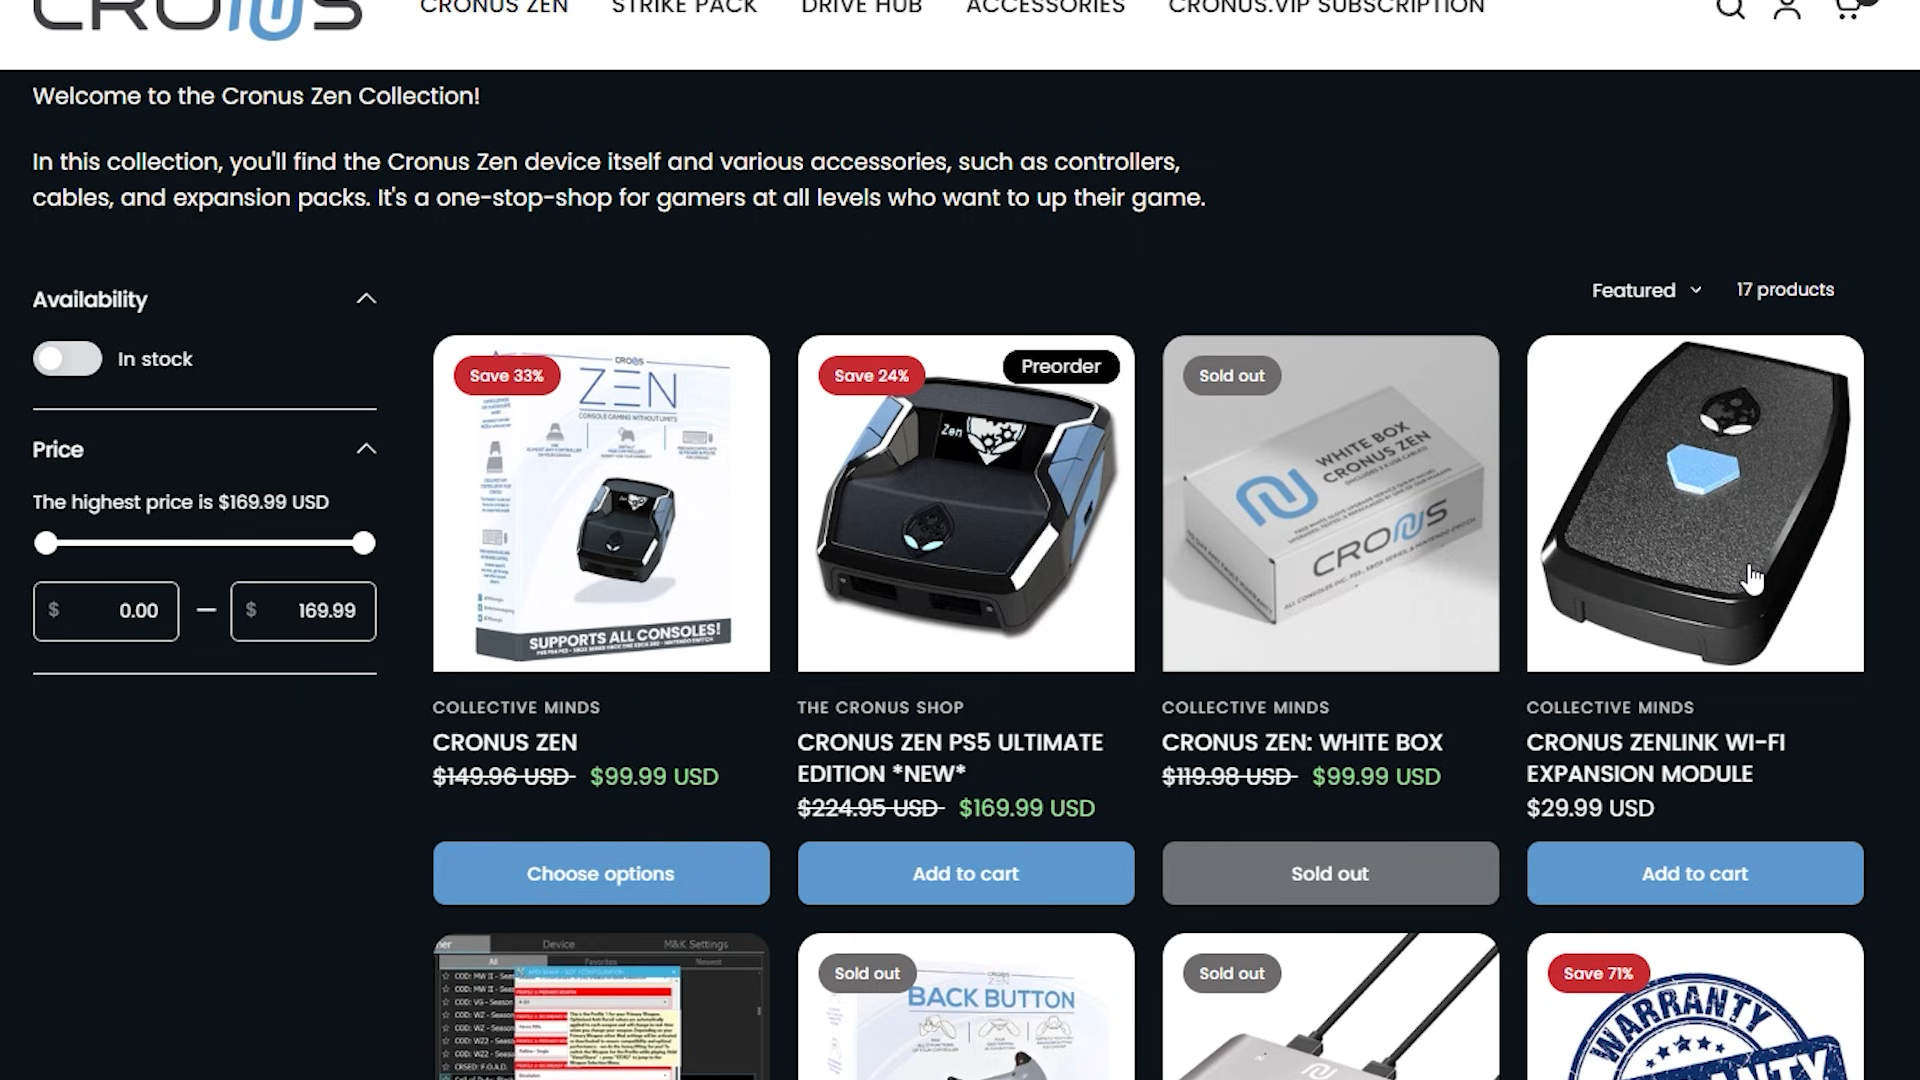 CRONUS
CRONUS ZEN STRIKE PACK DRIVE HUB ACCESSORIES CRONUS.VIP SUBSCRIPTION
Welcome to the Cronus Zen Collection!
In this collection, you'll find the Cronus Zen device itself and various accessories, such as controllers,
cables, and expansion packs. It's a one-stop-shop for gamers at all levels who want to up their game.
Availability
In stock
Price
The highest price is $169.99 USD
$ 0.00 — $ 169.99
Featured 17 products
Save 33%
CRONUS
ZEN
CONSOLE GAMING WITHOUT LIMITS
SUPPORTS ALL CONSOLES!
COLLECTIVE MINDS
CRONUS ZEN
$149.96 USD $99.99 USD
Choose options
Save 24%
Preorder
Zen
THE CRONUS SHOP
CRONUS ZEN PS5 ULTIMATE
EDITION *NEW*
$224.95 USD $169.99 USD
Add to cart
Sold out
WHITE BOX
CRONUS ZEN
CRONUS
COLLECTIVE MINDS
CRONUS ZEN: WHITE BOX
$119.98 USD $99.99 USD
Sold out
COLLECTIVE MINDS
CRONUS ZENLINK WI-FI
EXPANSION MODULE
$29.99 USD
Add to cart
Device M&K Settings
All Favorites Newest
Sold out
BACK BUTTON
Sold out
Save 71%
WARRANTY